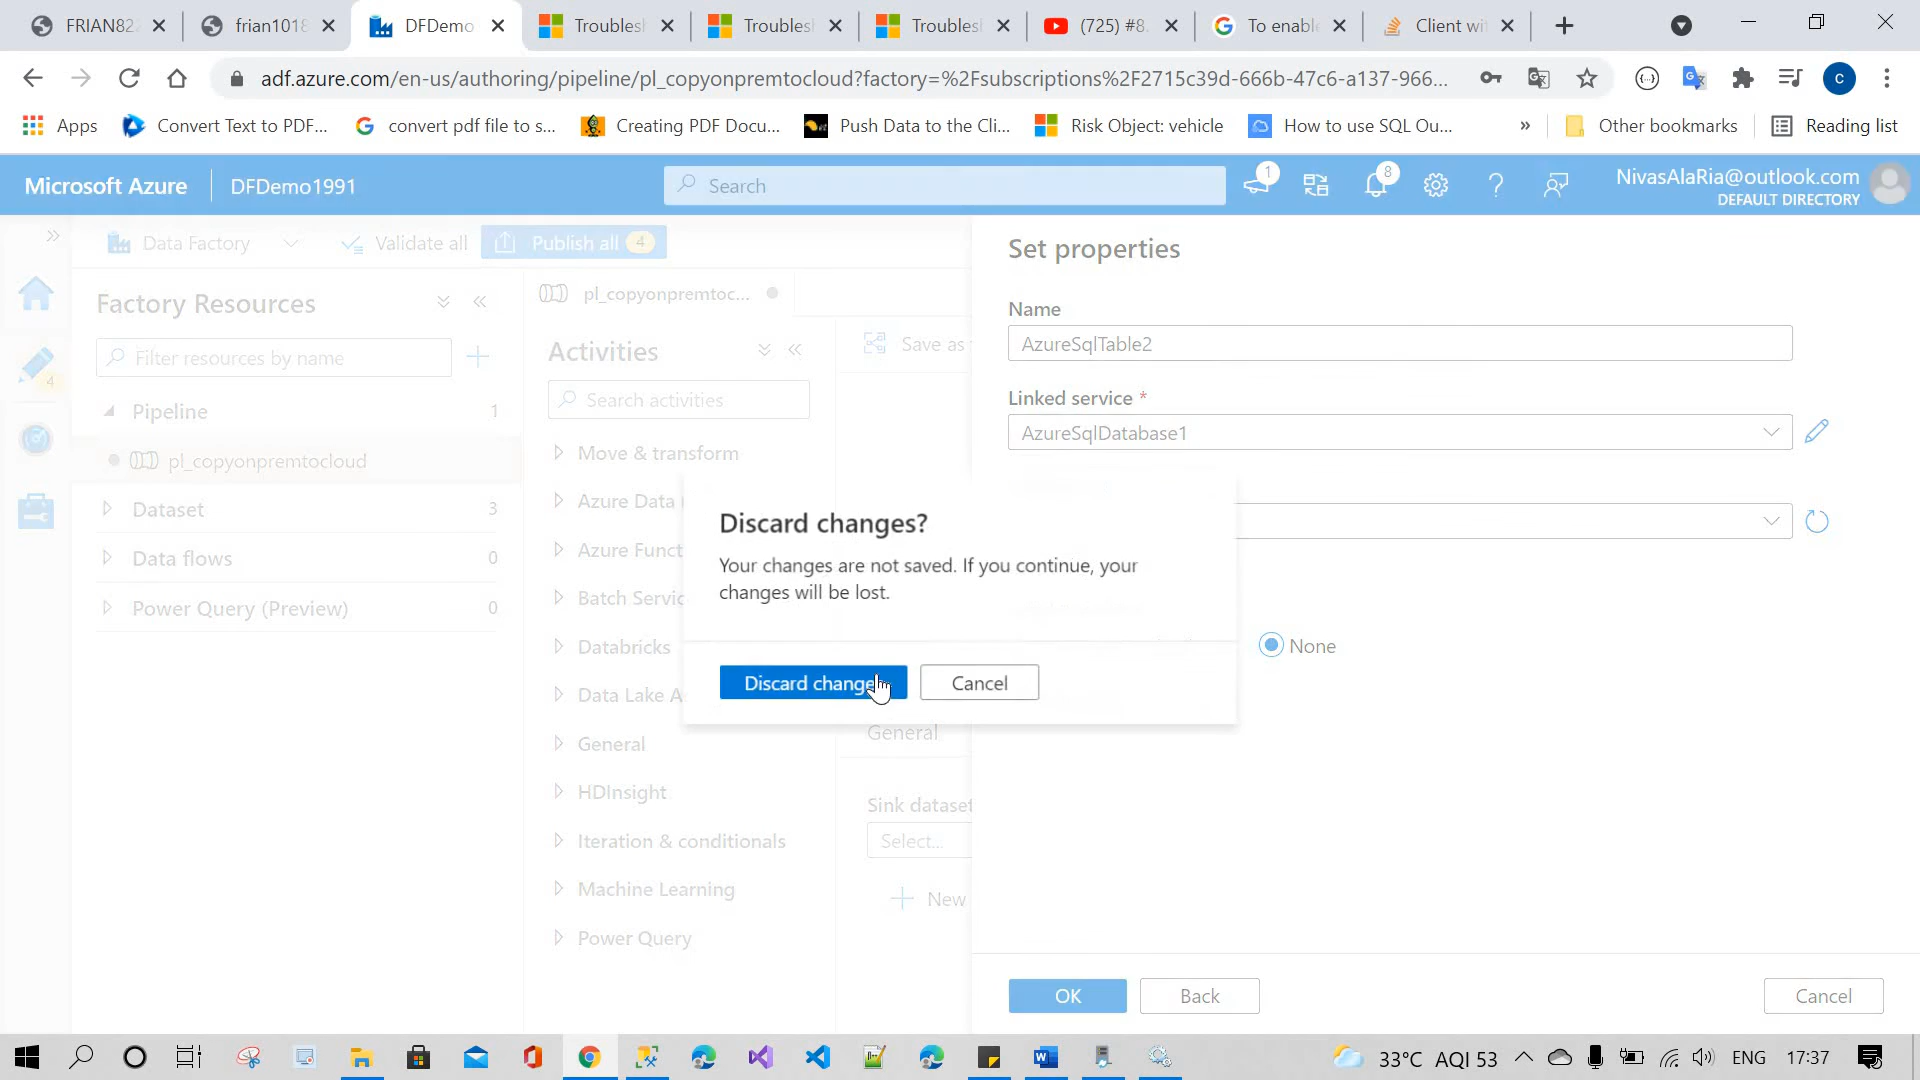 FRIAN82
frian1018
DFDemo
Troublesh
Troublesh
Troublesh
(725) #8
To enabl
Client wi
adf.azure.com/en-us/authoring/pipeline/pl_copyonpremtocloud?factory=%2Fsubscriptions%2F2715c39d-666b-47c6-a137-966...
Apps
Convert Text to PDF...
convert pdf file to s...
Creating PDF Docu...
Push Data to the Cli...
Risk Object: vehicle
How to use SQL Ou...
»
Other bookmarks
Reading list
Microsoft Azure
DFDemo1991
Search
1
8
NivasAlaRia@outlook.com
DEFAULT DIRECTORY
Data Factory
Validate all
Publish all 4
Factory Resources
Filter resources by name
4
Pipeline 1
pl_copyonpremtocloud
Dataset 3
Data flows 0
Power Query (Preview) 0
pl_copyonpremtoc...
Activities
Search activities
Save as
Move & transform
Azure Data
Azure Funct
Batch Servic
Databricks
Data Lake A
General
HDInsight
Iteration & conditionals
Machine Learning
Power Query
General
Sink dataset
Select...
New
Set properties
Name
AzureSqlTable2
Linked service *
AzureSqlDatabase1
None
Discard changes?
Your changes are not saved. If you continue, your
changes will be lost.
Discard change
Cancel
OK
Back
Cancel
33°C AQI 53
ENG
17:37